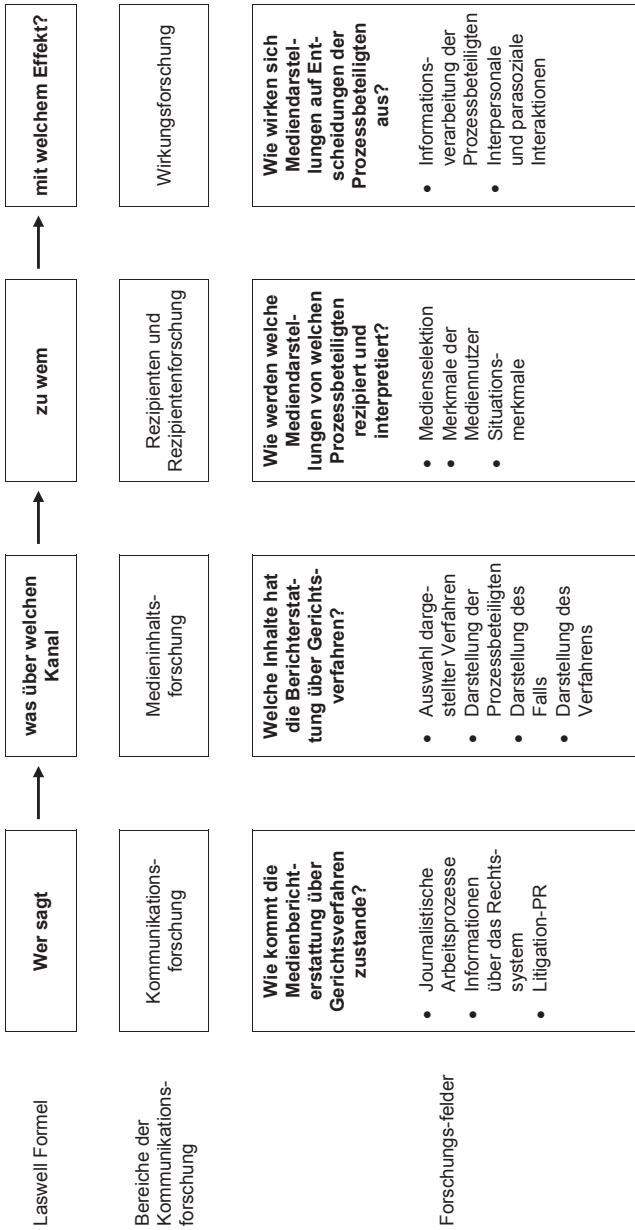 Laswell Formel
Wer sagt
was über welchen
Kanal
zu wem
mit welchem Effekt?
Bereiche der
Kommunikations-
forschung
Kommunikations-
forschung
Medieninhalts-
forschung
Rezipienten und
Rezipientenforschung
Wirkungsforschung
Forschungs-felder
Wie kommt die
Medienbericht-
erstattung über
Gerichtsverfahren
zustande?
• Journalistische
Arbeitsprozesse
• Informationen
über das Rechts-
system
• Litigation-PR
Welche Inhalte hat
die Berichterstat-
tung über Gerichts-
verfahren?
• Auswahl darge-
stellter Verfahren
• Darstellung der
Prozessbeteiligten
• Darstellung des
Falls
• Darstellung des
Verfahrens
Wie werden welche
Mediendarstel-
lungen von welchen
Prozessbeteiligten
rezipiert und
interpretiert?
• Medienselektion
• Merkmale der
Mediennutzer
• Situations-
merkmale
Wie wirken sich
Mediendarstel-
lungen auf Ent-
scheidungen der
Prozessbeteiligten
aus?
• Informations-
verarbeitung der
Prozessbeteiligten
• Interpersonale
und parasoziale
Interaktionen